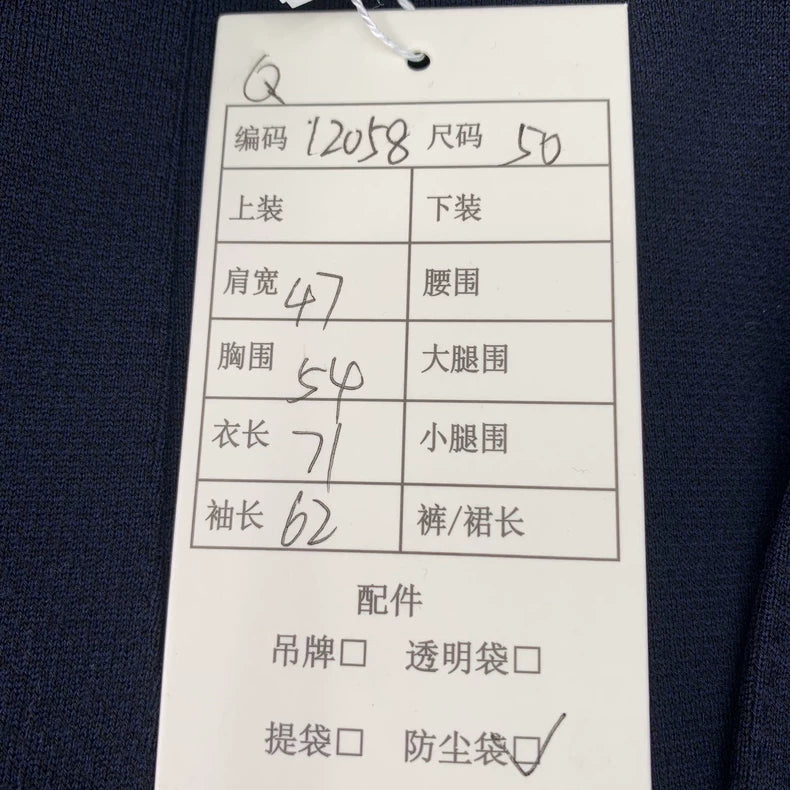 Q
编码 12058 尺码 50
上装 下装
肩宽 47 腰围
胸围 54 大腿围
衣长 71 小腿围
袖长 62 裤/裙长
配件
吊牌□ 透明袋□
提袋□ 防尘袋□✓